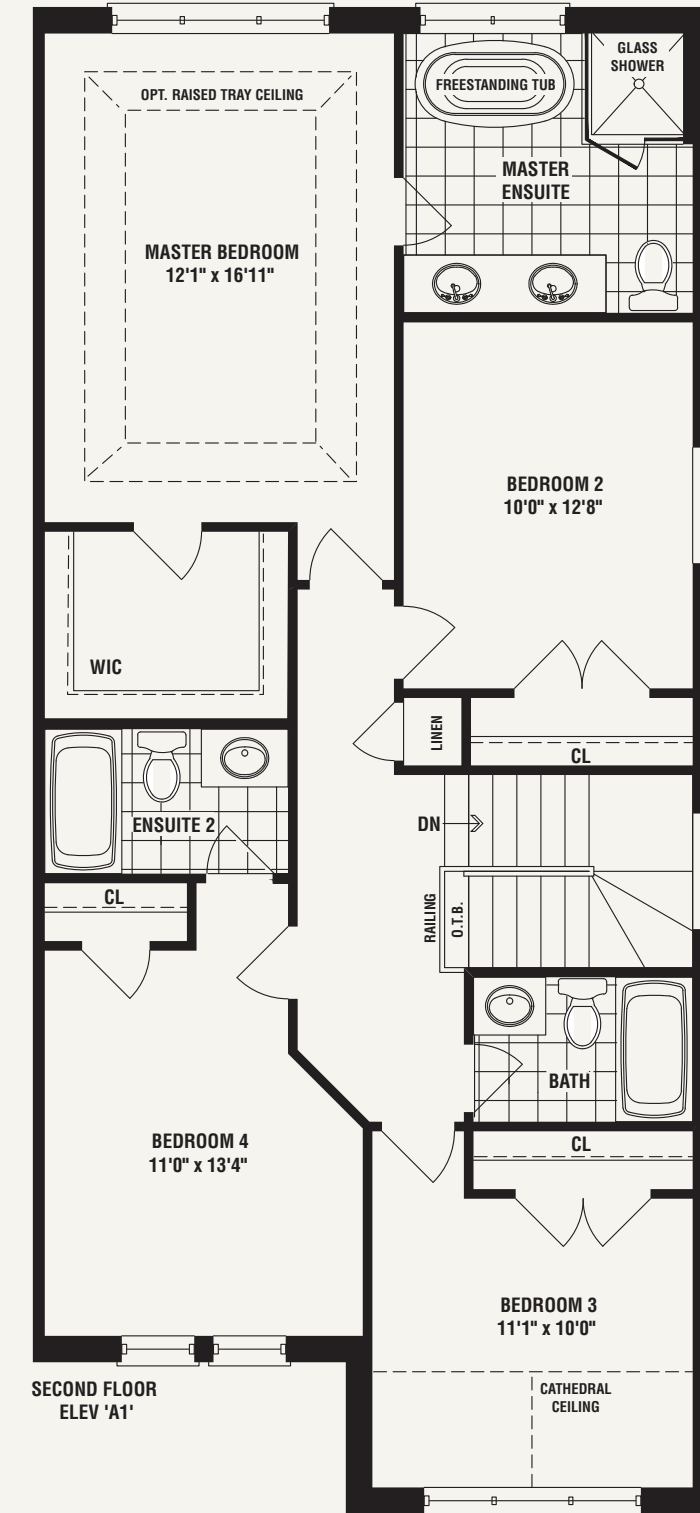 GLASS
SHOWER
OPT. RAISED TRAY CEILING
FREESTANDING TUB
MASTER
ENSUITE
MASTER BEDROOM
12'1" x 16'11"
BEDROOM 2
10'0" x 12'8"
WIC
LINEN
CL
DN
ENSUITE 2
CL
RAILING
O.T.B.
BATH
CL
BEDROOM 4
11'0" x 13'4"
BEDROOM 3
11'1" x 10'0"
CATHEDRAL
CEILING
SECOND FLOOR
ELEV 'A1'